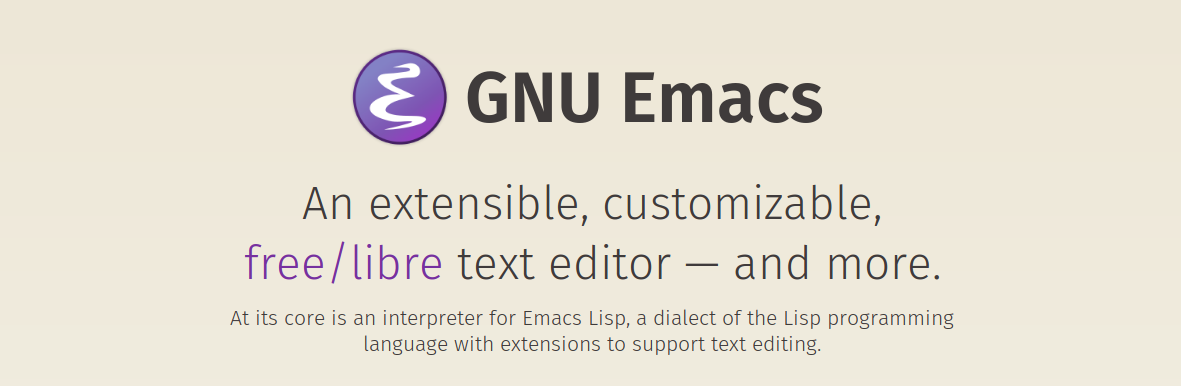 GNU Emacs
An extensible, customizable,
free/libre text editor — and more.
At its core is an interpreter for Emacs Lisp, a dialect of the Lisp programming
language with extensions to support text editing.